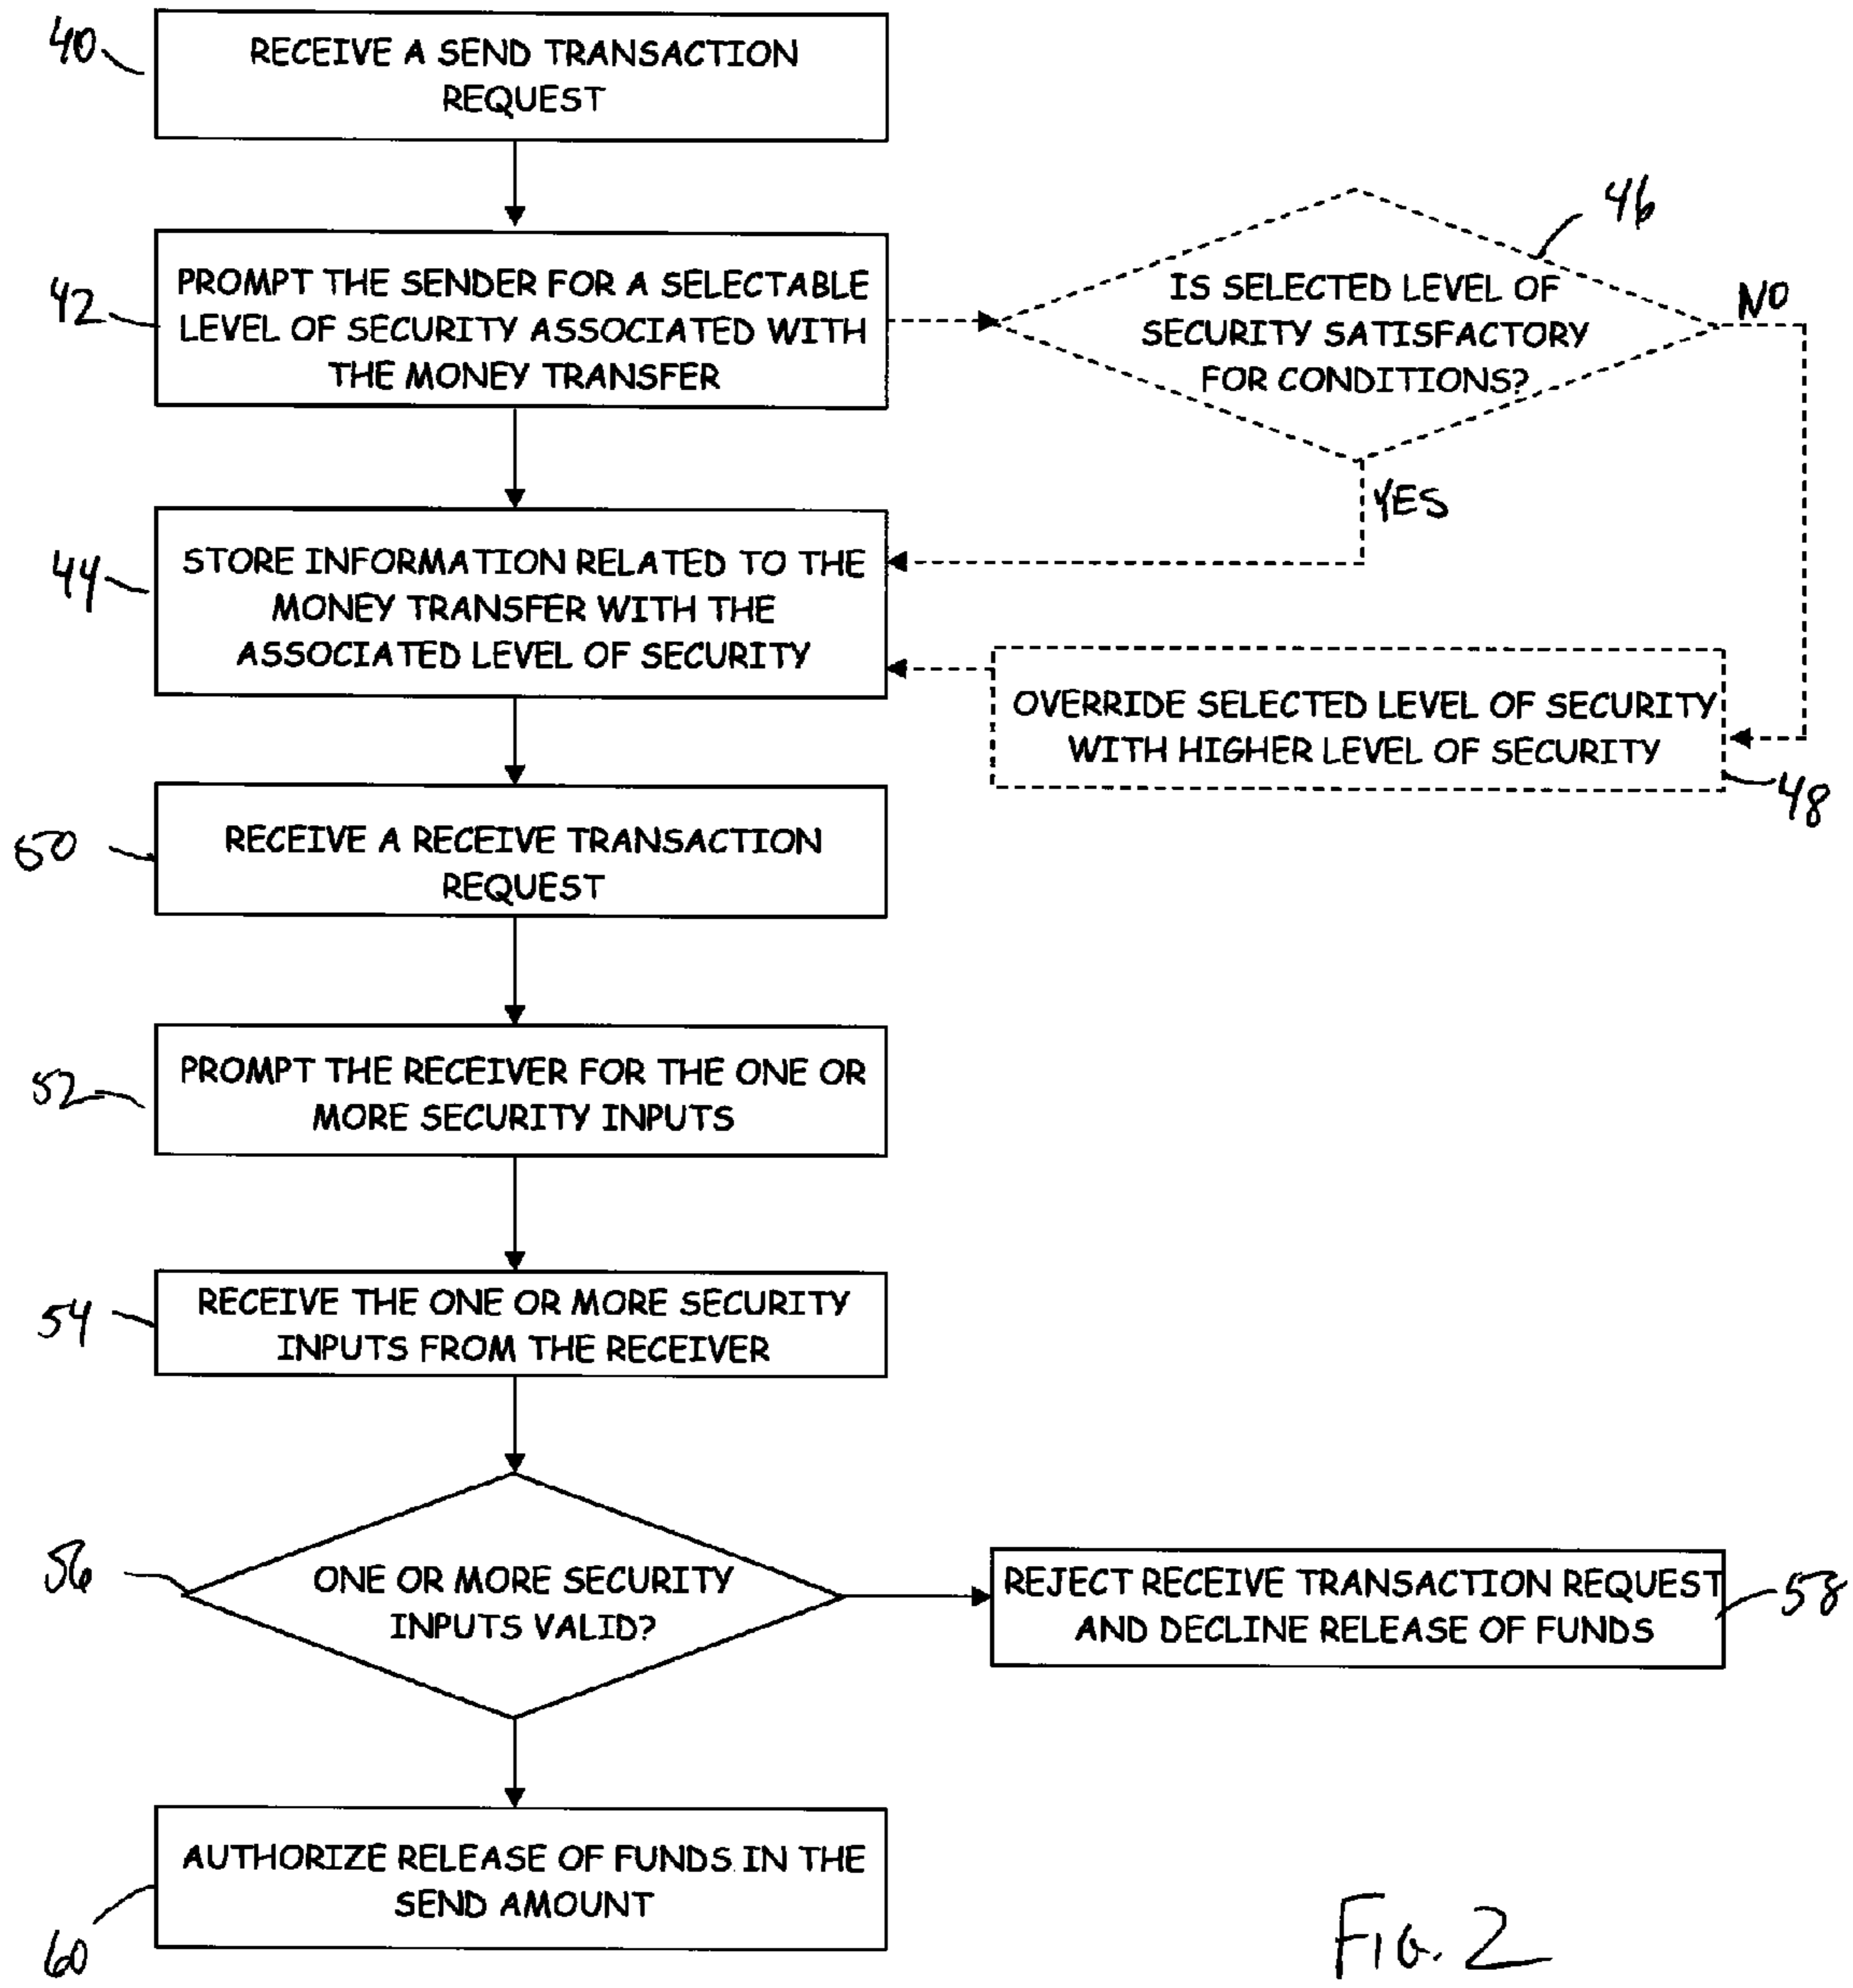 40
RECEIVE A SEND TRANSACTION
REQUEST
42
PROMPT THE SENDER FOR A SELECTABLE
LEVEL OF SECURITY ASSOCIATED WITH
THE MONEY TRANSFER
46
IS SELECTED LEVEL OF
SECURITY SATISFACTORY
FOR CONDITIONS?
NO
YES
44
STORE INFORMATION RELATED TO THE
MONEY TRANSFER WITH THE
ASSOCIATED LEVEL OF SECURITY
OVERRIDE SELECTED LEVEL OF SECURITY
WITH HIGHER LEVEL OF SECURITY
48
50
RECEIVE A RECEIVE TRANSACTION
REQUEST
52
PROMPT THE RECEIVER FOR THE ONE OR
MORE SECURITY INPUTS
54
RECEIVE THE ONE OR MORE SECURITY
INPUTS FROM THE RECEIVER
56
ONE OR MORE SECURITY
INPUTS VALID?
REJECT RECEIVE TRANSACTION REQUEST
AND DECLINE RELEASE OF FUNDS
58
AUTHORIZE RELEASE OF FUNDS IN THE
SEND AMOUNT
60
FIG. 2